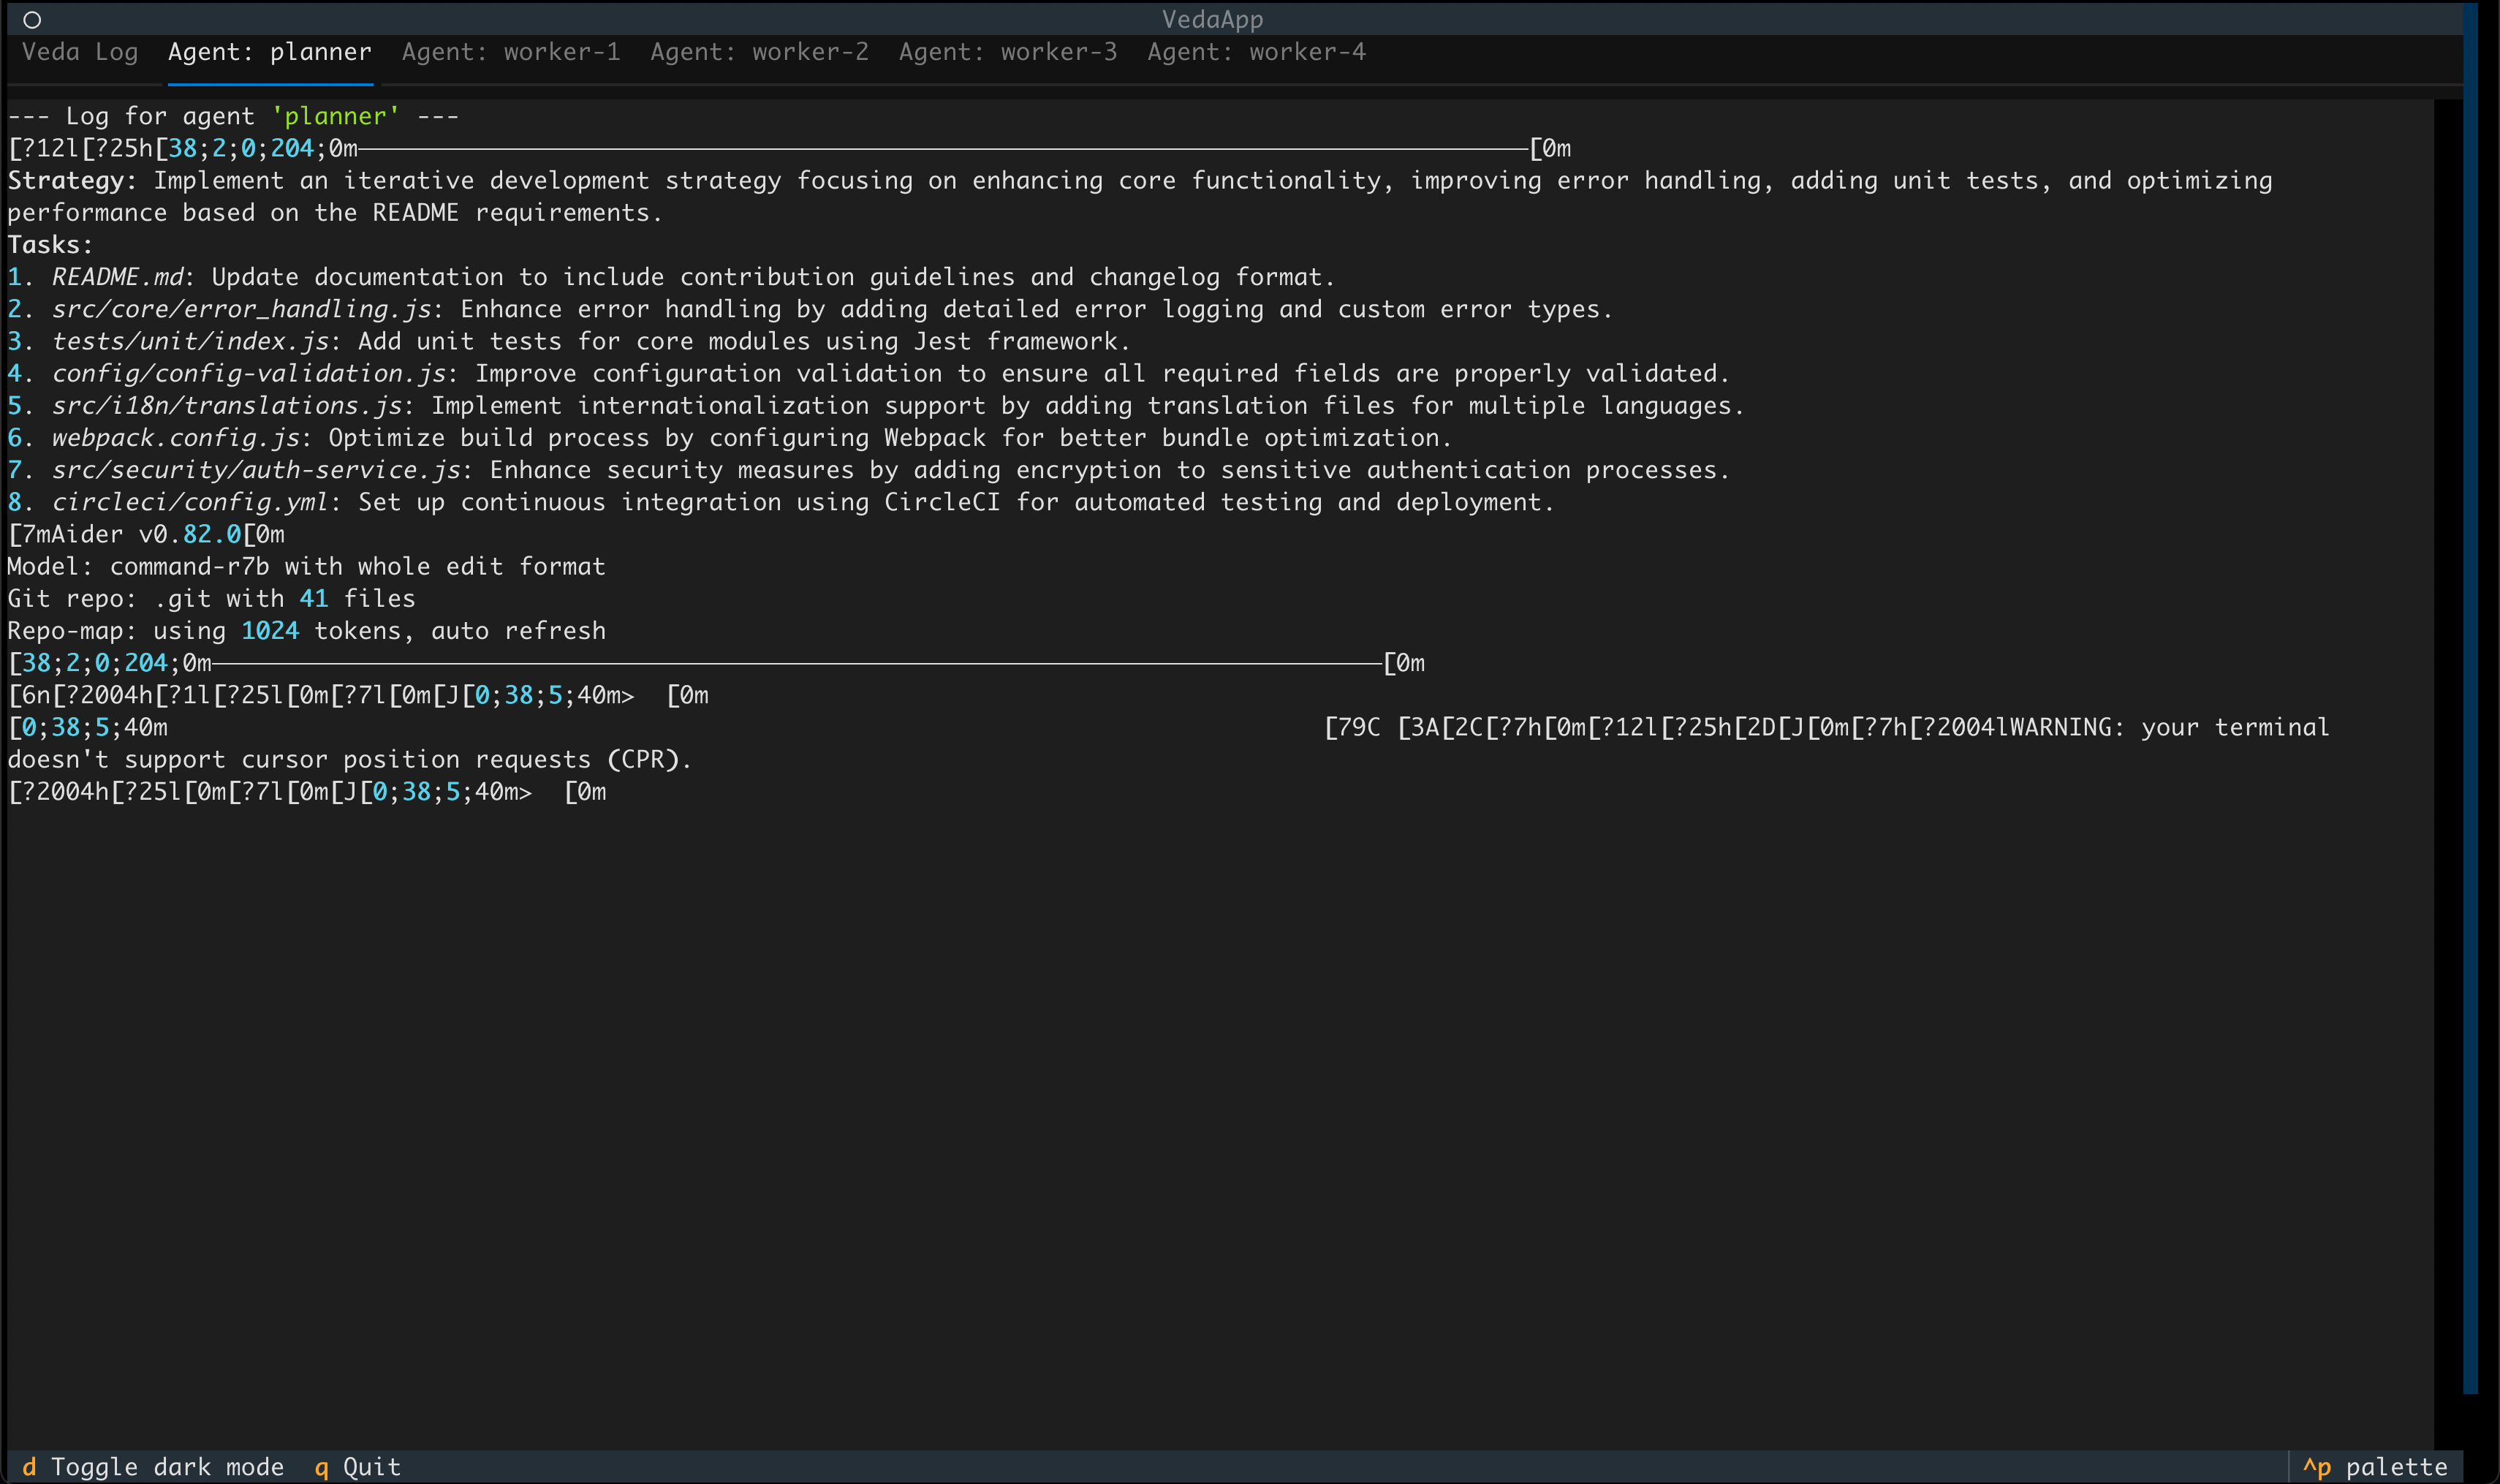 VedaApp
Veda Log  Agent: planner  Agent: worker-1  Agent: worker-2  Agent: worker-3  Agent: worker-4
--- Log for agent 'planner' ---
[?12l[?25h[38;2;0;204;0m────────────────────────────────────────────────────────────────────────────────[0m
Strategy: Implement an iterative development strategy focusing on enhancing core functionality, improving error handling, adding unit tests, and optimizing
performance based on the README requirements.
Tasks:
1. README.md: Update documentation to include contribution guidelines and changelog format.
2. src/core/error_handling.js: Enhance error handling by adding detailed error logging and custom error types.
3. tests/unit/index.js: Add unit tests for core modules using Jest framework.
4. config/config-validation.js: Improve configuration validation to ensure all required fields are properly validated.
5. src/i18n/translations.js: Implement internationalization support by adding translation files for multiple languages.
6. webpack.config.js: Optimize build process by configuring Webpack for better bundle optimization.
7. src/security/auth-service.js: Enhance security measures by adding encryption to sensitive authentication processes.
8. circleci/config.yml: Set up continuous integration using CircleCI for automated testing and deployment.
[7mAider v0.82.0[0m
Model: command-r7b with whole edit format
Git repo: .git with 41 files
Repo-map: using 1024 tokens, auto refresh
[38;2;0;204;0m────────────────────────────────────────────────────────────────────────────────[0m
[6n[?2004h[?1l[?25l[0m[?7l[0m[J[0;38;5;40m>  [0m
[0;38;5;40m                                                                               [79C [3A[2C[?7h[0m[?12l[?25h[2D[J[0m[?7h[?2004lWARNING: your terminal
doesn't support cursor position requests (CPR).
[?2004h[?25l[0m[?7l[0m[J[0;38;5;40m>  [0m
d Toggle dark mode  q Quit  ^p palette